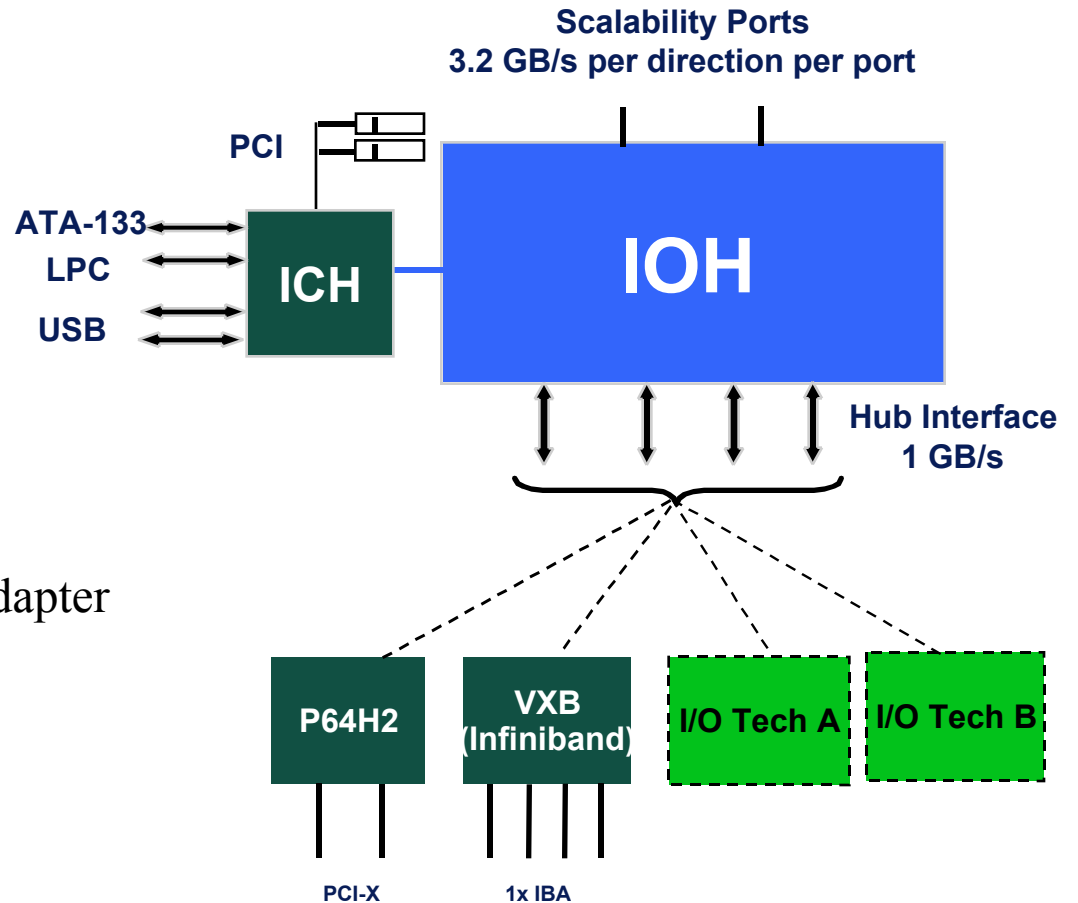 Scalability Ports
3.2 GB/s per direction per port
PCI
ATA-133
LPC
ICH
IOH
USB
Hub Interface
1 GB/s
dapter
P64H2
VXB
(Infiniband)
I/O Tech A
I/O Tech B
PCI-X
1x IBA